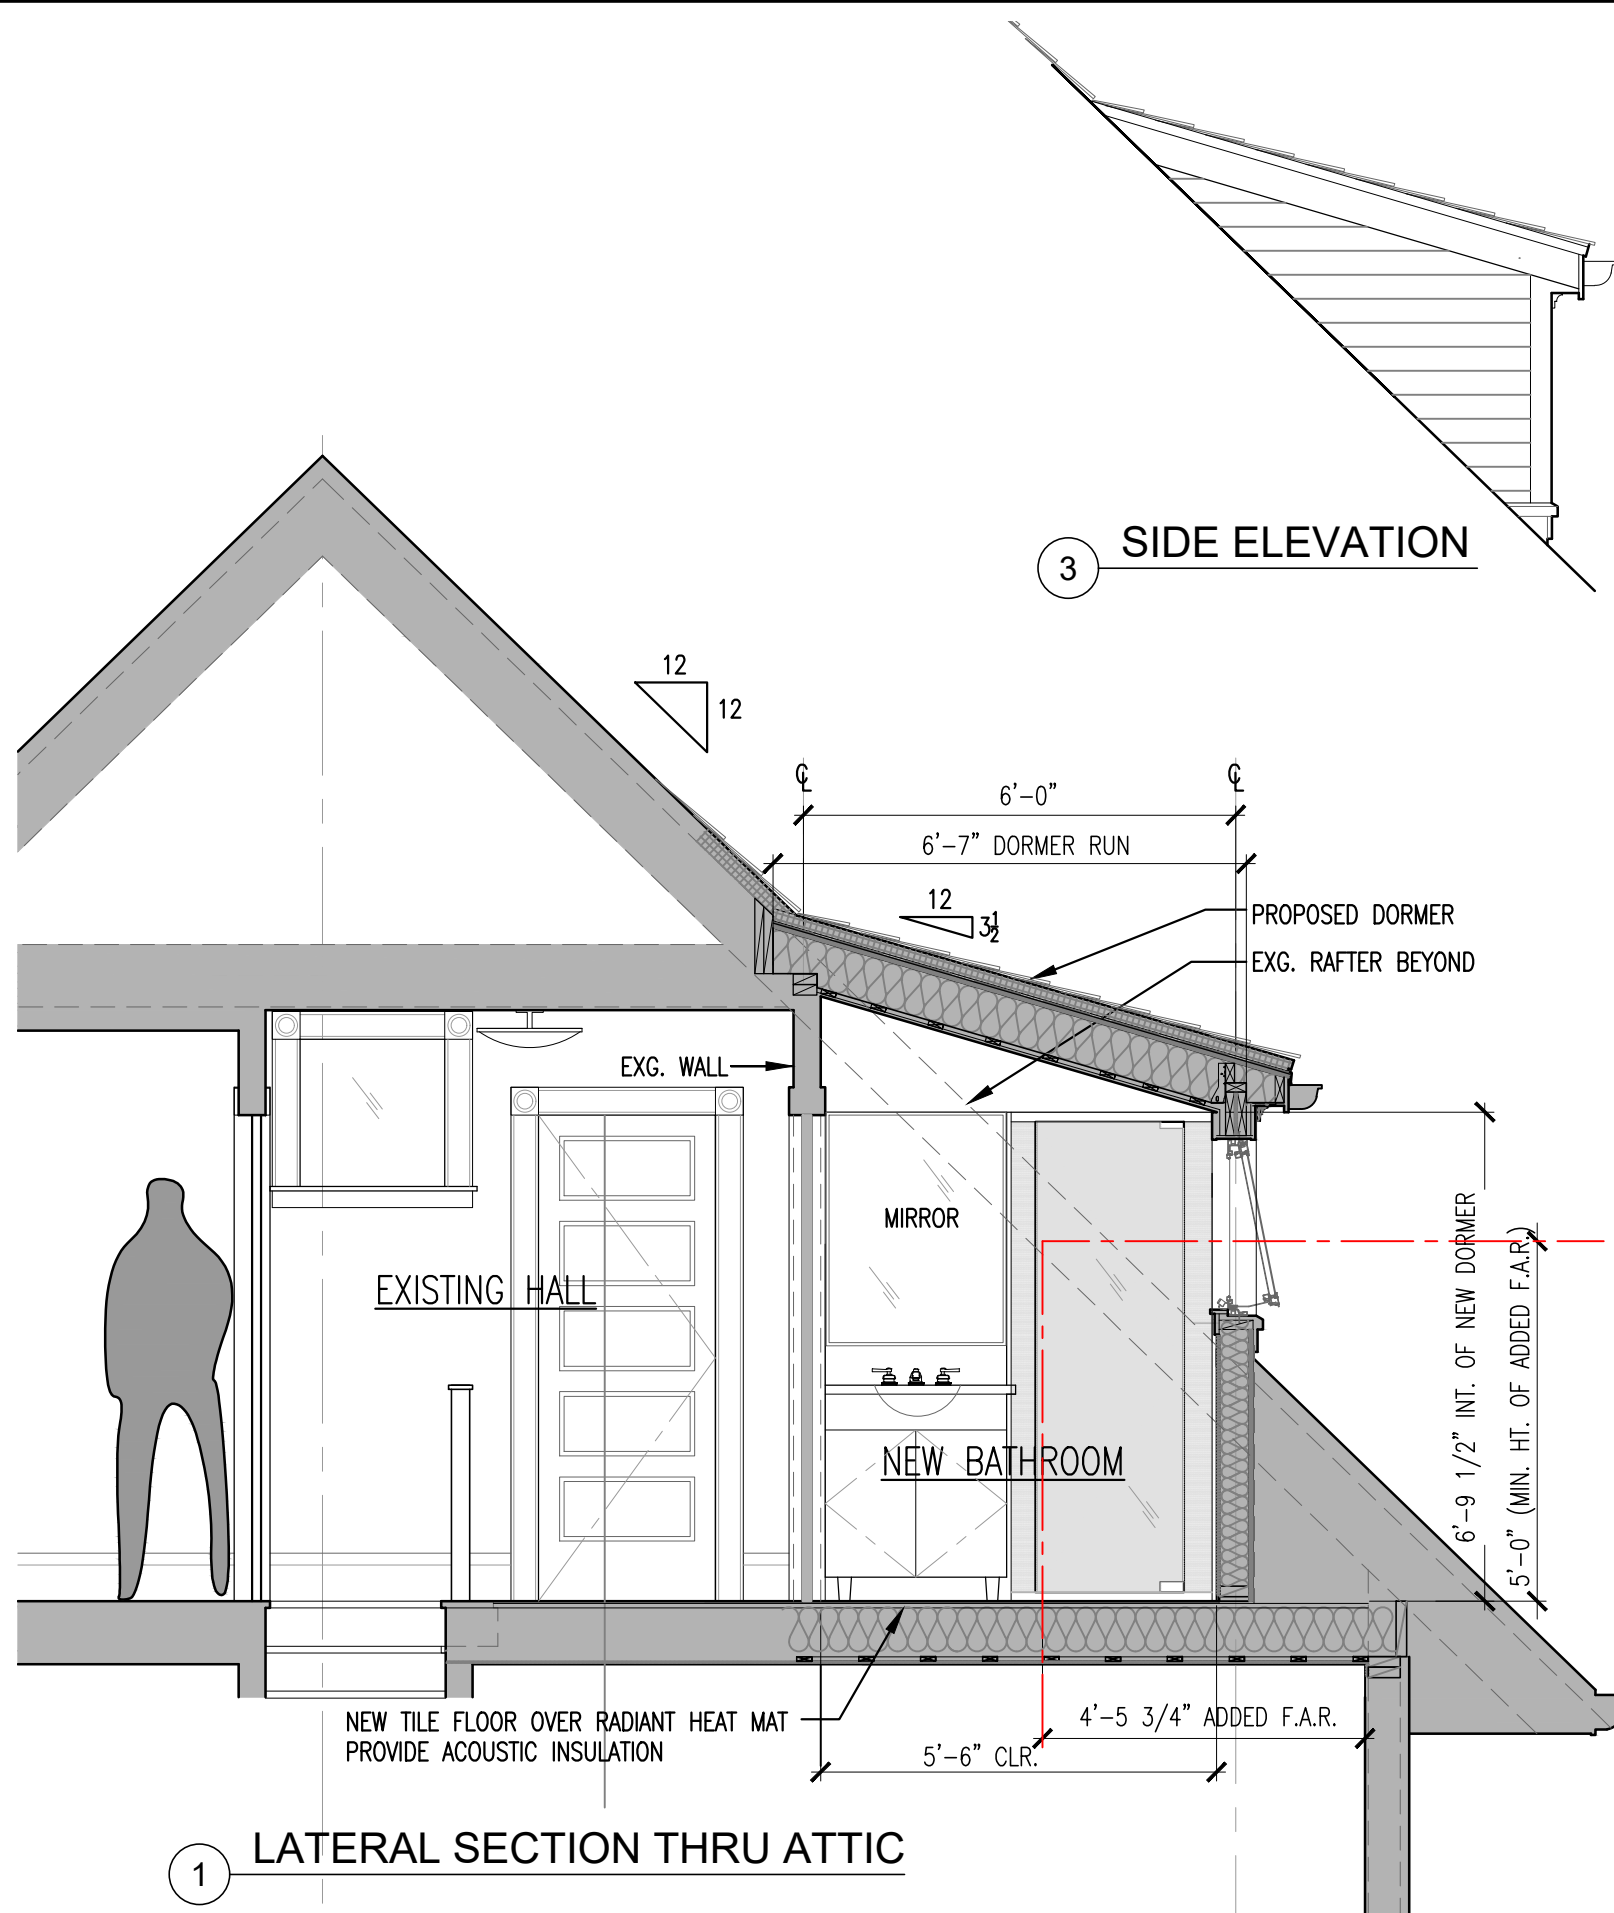 3
SIDE ELEVATION
12
12
℄
℄
6'-0"
6'-7" DORMER RUN
12
3 1/2
PROPOSED DORMER
EXG. RAFTER BEYOND
EXG. WALL
MIRROR
EXISTING HALL
NEW BATHROOM
6'-9 1/2" INT. OF NEW DORMER
5'-0" (MIN. HT. OF ADDED F.A.R.)
NEW TILE FLOOR OVER RADIANT HEAT MAT
PROVIDE ACOUSTIC INSULATION
4'-5 3/4" ADDED F.A.R.
5'-6" CLR.
1
LATERAL SECTION THRU ATTIC